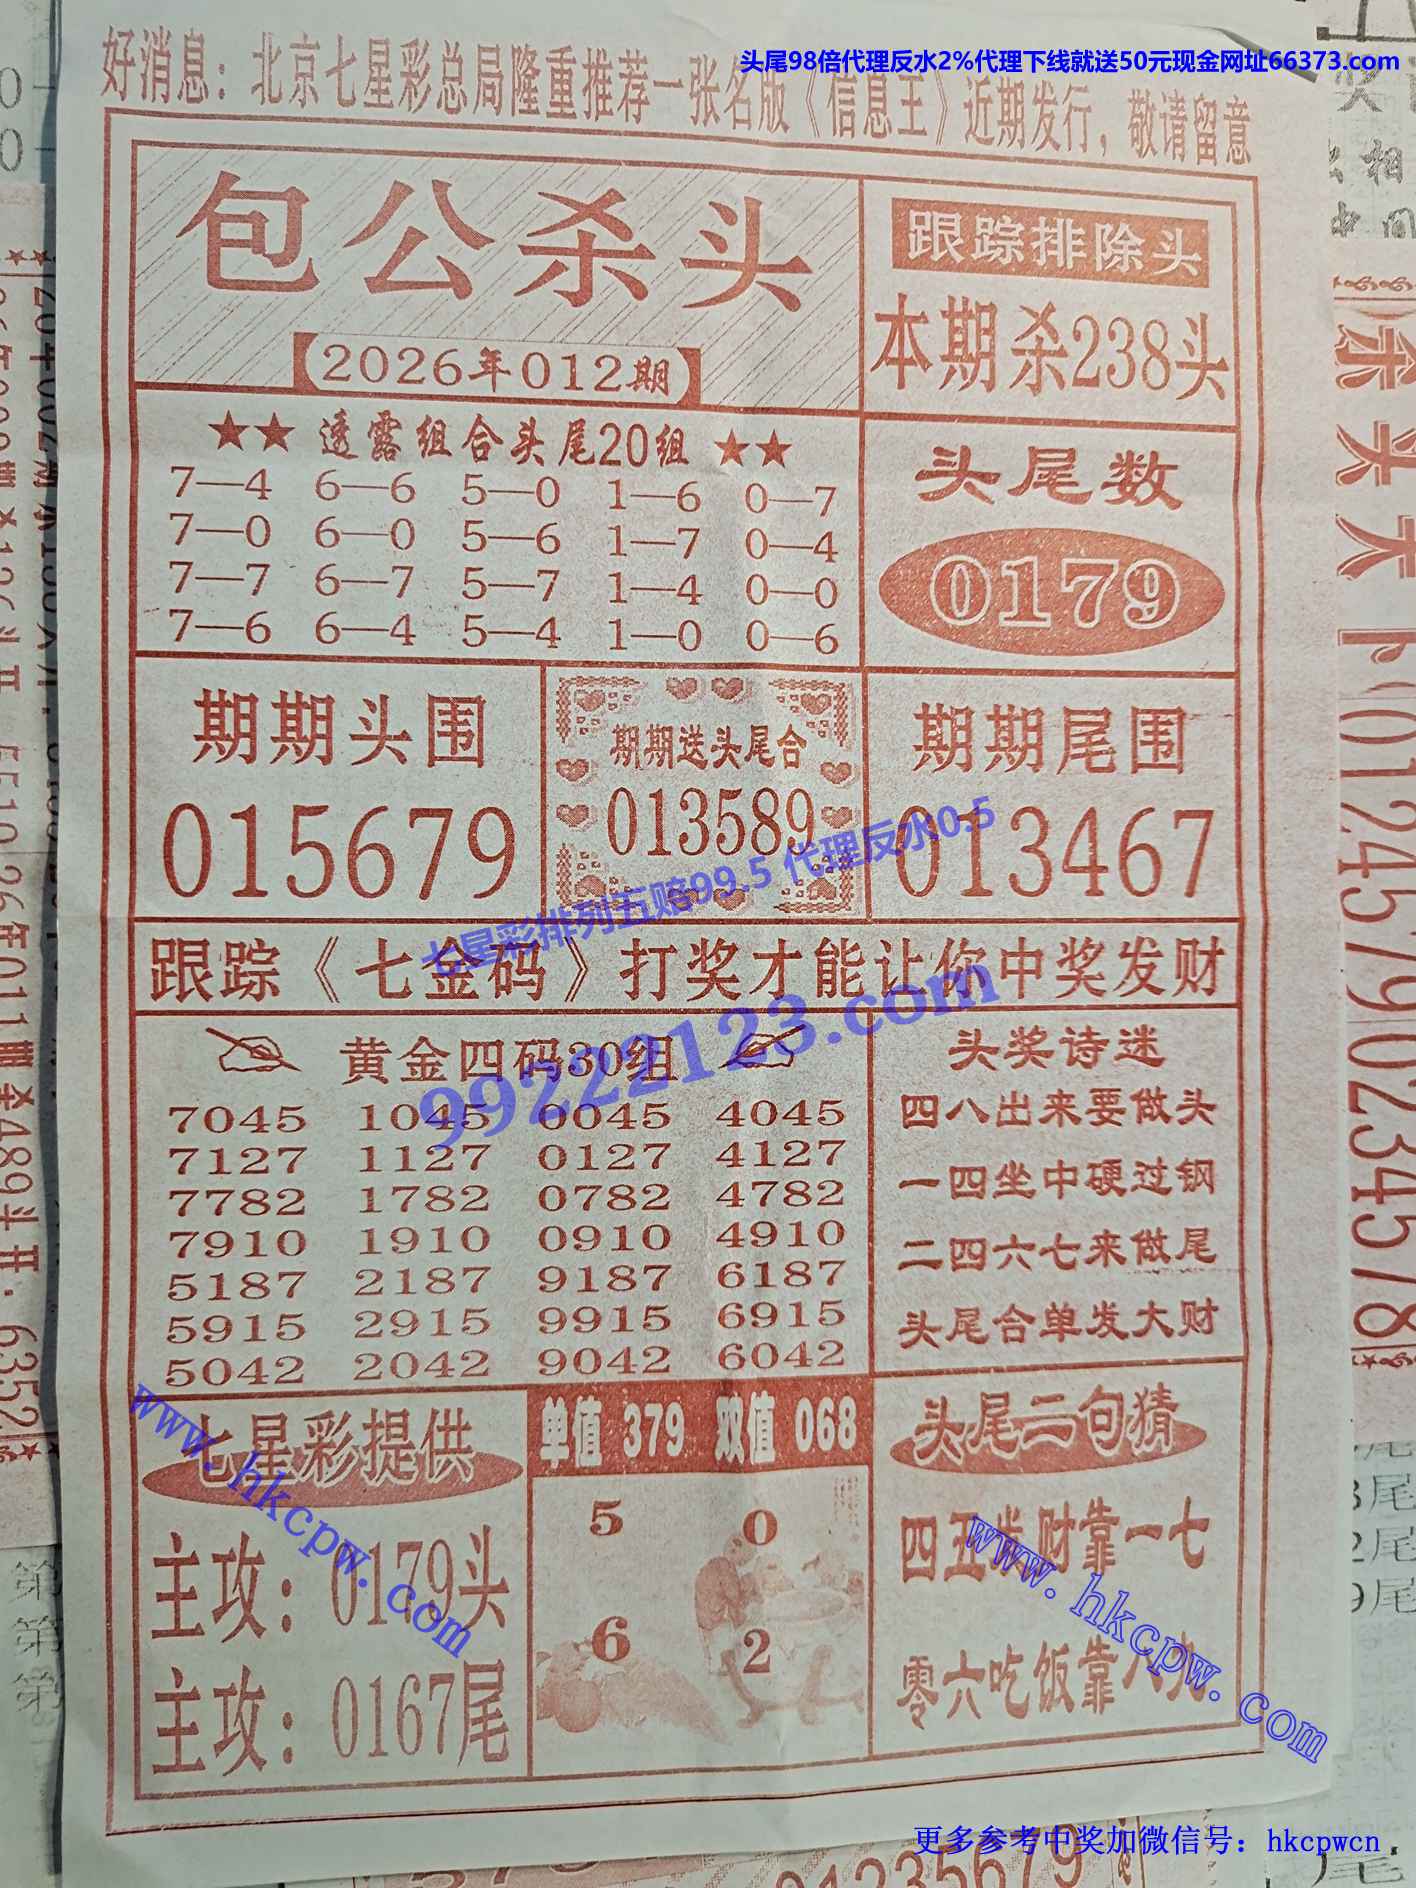 头尾98倍代理反水2%代理下线就送50元现金网址66373.com
好消息：北京七星彩总局隆重推荐一张名版《信息王》近期发行，敬请留意
包公杀头
【2026年012期】
跟踪排除头
本期杀238头
★★ 透露组合头尾20组 ★★
7—4 6—6 5—0 1—6 0—7
7—0 6—0 5—6 1—7 0—4
7—7 6—7 5—7 1—4 0—0
7—6 6—4 5—4 1—0 0—6
头尾数
0179
期期头围
015679
期期送头尾合
013589
期期尾围
013467
七星彩排列五赔99.5 代理反水0.5
跟踪《七金码》打奖才能让你中奖发财
99222123.com
黄金四码30组
7045 1045 0045 4045
7127 1127 0127 4127
7782 1782 0782 4782
7910 1910 0910 4910
5187 2187 9187 6187
5915 2915 9915 6915
5042 2042 9042 6042
头奖诗迷
四八出来要做头
一四坐中硬过钢
二四六七来做尾
头尾合单发大财
七星彩提供
主攻：0179头
主攻：0167尾
www.hkcpw.com
单值 379 双值 068
5 0
6 2
头尾二句猜
四五发财靠一七
零六吃饭靠八九
www.hkcpw.com
更多参考中奖加微信号：hkcpwcn
杀头大
01245790234578
01235679